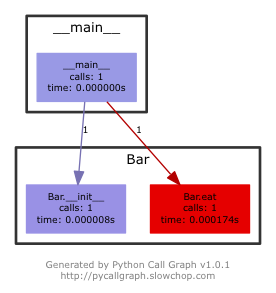 __main__
__main__
calls: 1
time: 0.000000s
1
1
Bar
Bar.__init__
calls: 1
time: 0.000008s
Bar.eat
calls: 1
time: 0.000174s
Generated by Python Call Graph v1.0.1
http://pycallgraph.slowchop.com